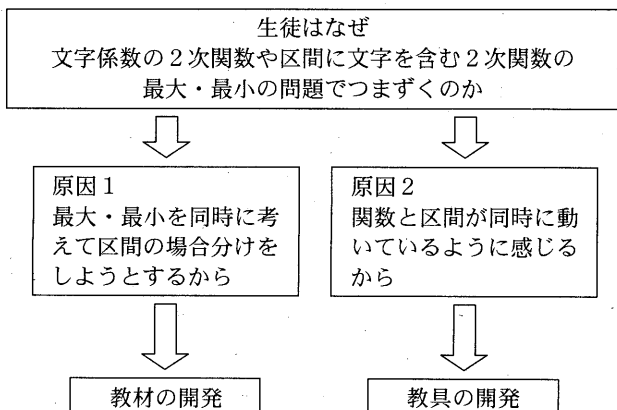 生徒はなぜ
文字係数の2次関数や区間に文字を含む2次関数の
最大・最小の問題でつまずくのか
原因1
最大・最小を同時に考
えて区間の場合分けを
しようとするから
原因2
関数と区間が同時に動
いているように感じる
から
教材の開発
教具の開発